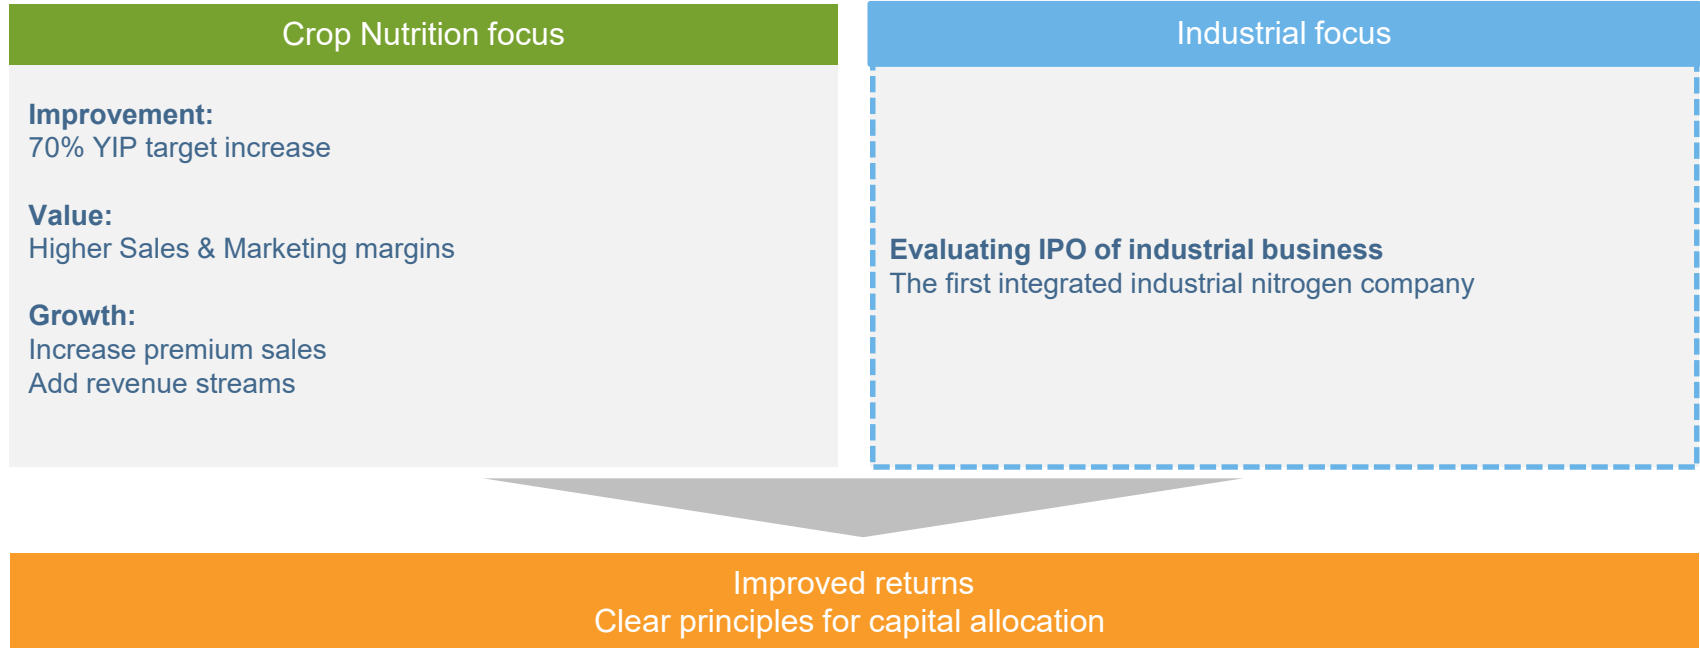 Crop Nutrition focus
Improvement:
70% YIP target increase
Value:
Higher Sales & Marketing margins
Growth:
Increase premium sales
Add revenue streams
Industrial focus
Evaluating IPO of industrial business
The first integrated industrial nitrogen company
Improved returns
Clear principles for capital allocation